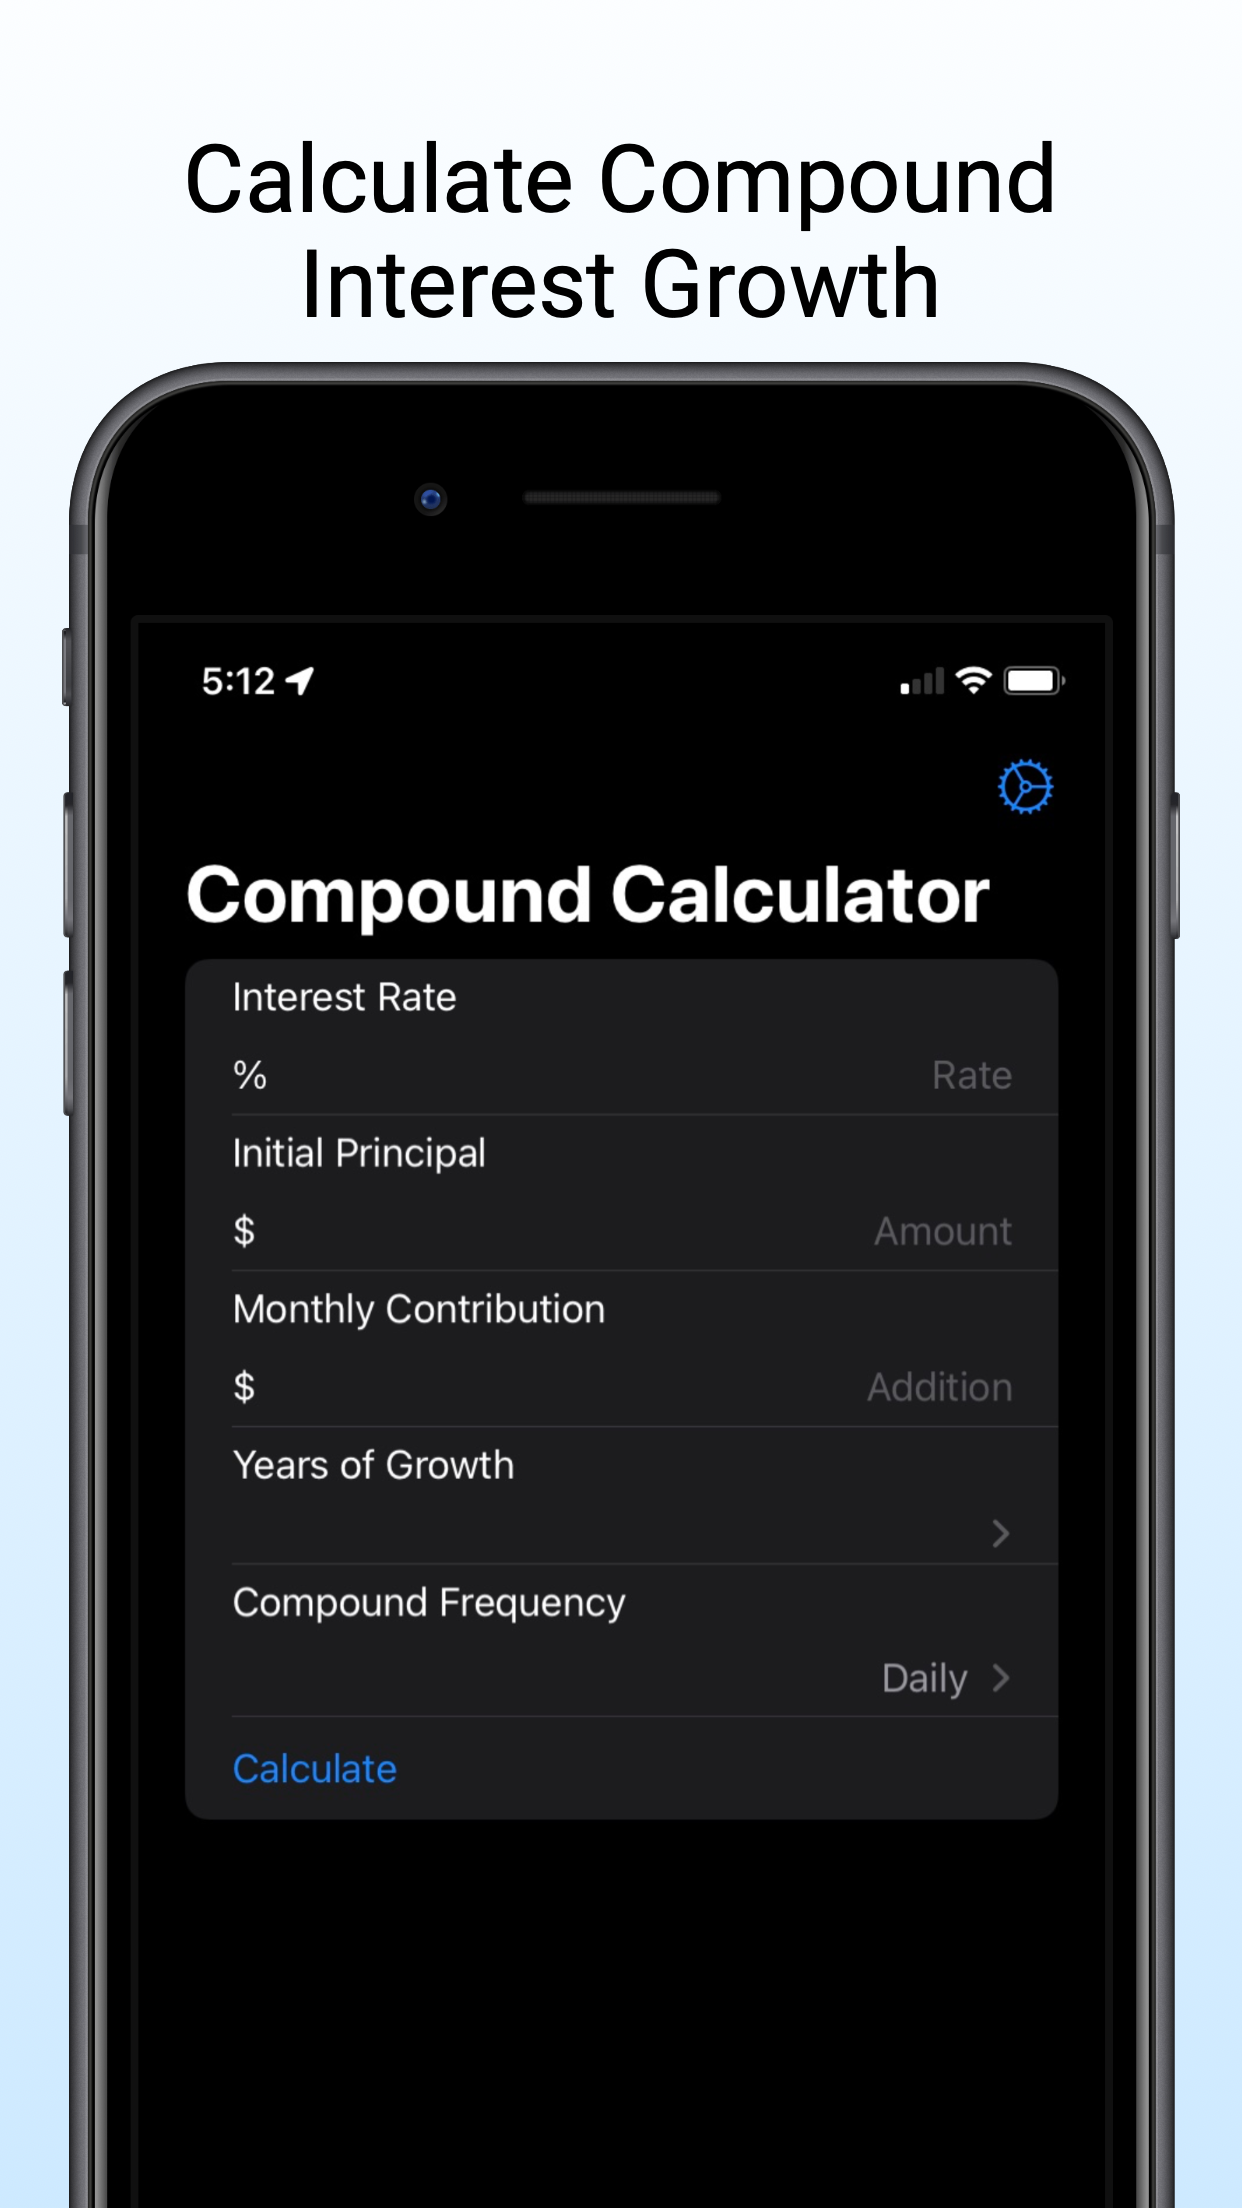 Calculate Compound
Interest Growth
5:12
Compound Calculator
Interest Rate
% Rate
Initial Principal
$ Amount
Monthly Contribution
$ Addition
Years of Growth
Compound Frequency
Daily
Calculate